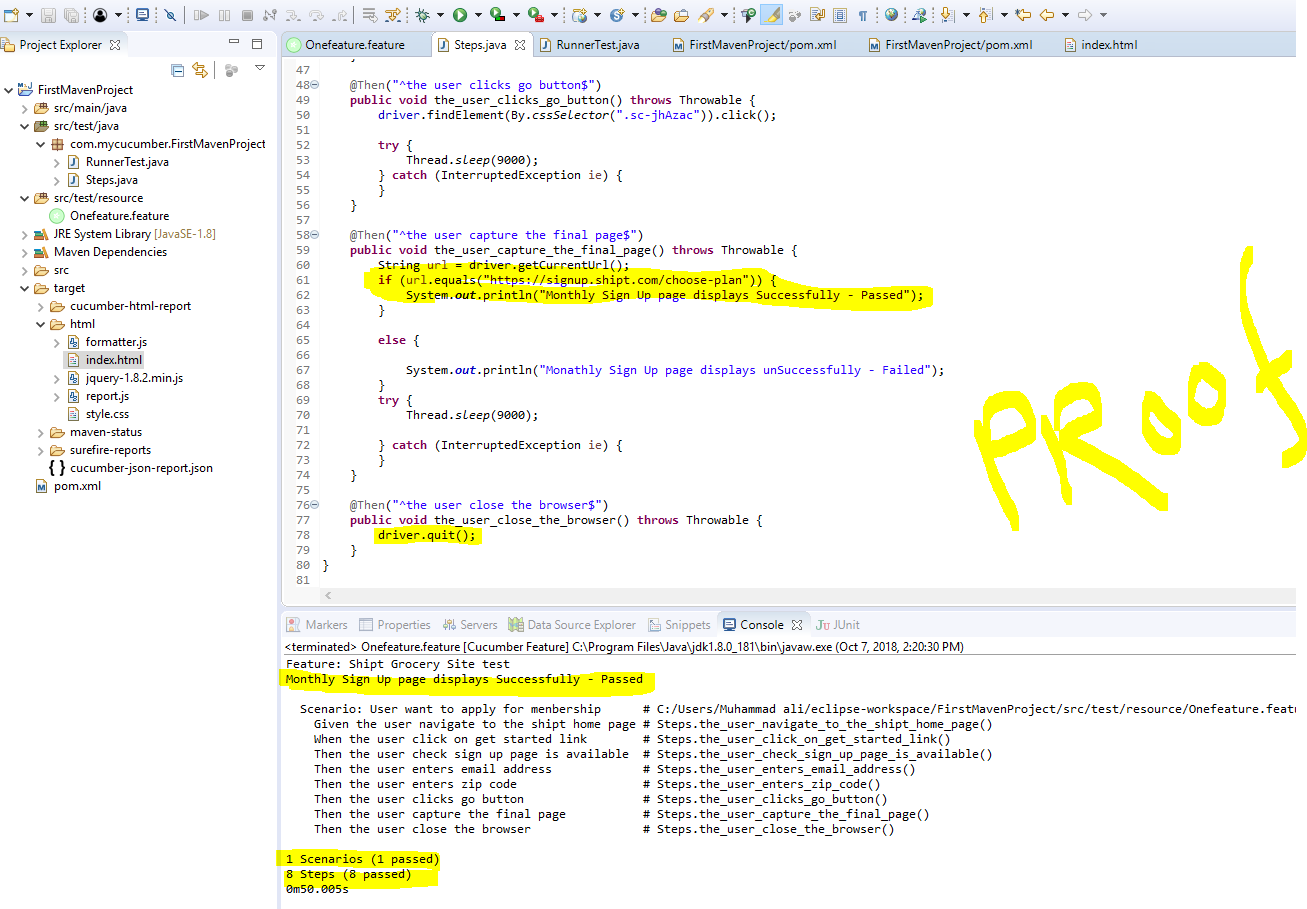 Project Explorer
FirstMavenProject
src/main/java
src/test/java
com.mycucumber.FirstMavenProject
RunnerTest.java
Steps.java
src/test/resource
Onefeature.feature
JRE System Library [JavaSE-1.8]
Maven Dependencies
src
target
cucumber-html-report
html
formatter.js
index.html
jquery-1.8.2.min.js
report.js
style.css
maven-status
surefire-reports
cucumber-json-report.json
pom.xml
Onefeature.feature Steps.java RunnerTest.java FirstMavenProject/pom.xml FirstMavenProject/pom.xml index.html
47
48 @Then("^the user clicks go button$")
49 public void the_user_clicks_go_button() throws Throwable {
50 driver.findElement(By.cssSelector(".sc-jhAzac")).click();
51
52 try {
53 Thread.sleep(9000);
54 } catch (InterruptedException ie) {
55 }
56 }
57
58 @Then("^the user capture the final page$")
59 public void the_user_capture_the_final_page() throws Throwable {
60 String url = driver.getCurrentUrl();
61 if (url.equals("https://signup.shipt.com/choose-plan")) {
62 System.out.println("Monthly Sign Up page displays Successfully - Passed");
63 }
64
65 else {
66
67 System.out.println("Monathly Sign Up page displays unSuccessfully - Failed");
68 }
69 try {
70 Thread.sleep(9000);
71
72 } catch (InterruptedException ie) {
73 }
74 }
75
76 @Then("^the user close the browser$")
77 public void the_user_close_the_browser() throws Throwable {
78 driver.quit();
79 }
80 }
81
PRoof
Markers Properties Servers Data Source Explorer Snippets Console JUnit
<terminated> Onefeature.feature [Cucumber Feature] C:\Program Files\Java\jdk1.8.0_181\bin\javaw.exe (Oct 7, 2018, 2:20:30 PM)
Feature: Shipt Grocery Site test
Monthly Sign Up page displays Successfully - Passed
Scenario: User want to apply for menbership # C:/Users/Muhammad ali/eclipse-workspace/FirstMavenProject/src/test/resource/Onefeature.featu
Given the user navigate to the shipt home page # Steps.the_user_navigate_to_the_shipt_home_page()
When the user click on get started link # Steps.the_user_click_on_get_started_link()
Then the user check sign up page is available # Steps.the_user_check_sign_up_page_is_available()
Then the user enters email address # Steps.the_user_enters_email_address()
Then the user enters zip code # Steps.the_user_enters_zip_code()
Then the user clicks go button # Steps.the_user_clicks_go_button()
Then the user capture the final page # Steps.the_user_capture_the_final_page()
Then the user close the browser # Steps.the_user_close_the_browser()
1 Scenarios (1 passed)
8 Steps (8 passed)
0m50.005s